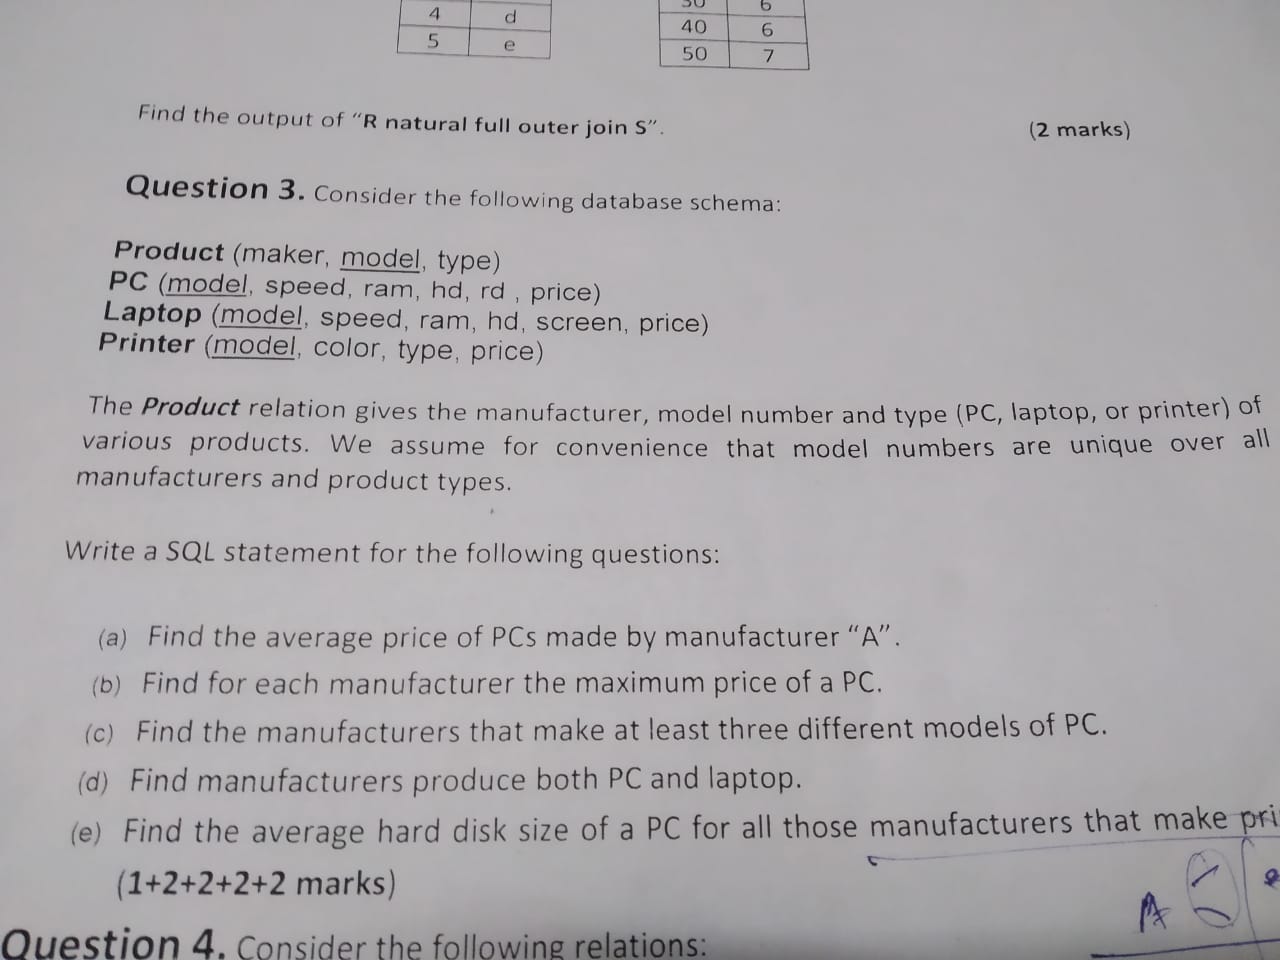 4 d
5 e
30 6
40 6
50 7
Find the output of “R natural full outer join S”.
(2 marks)
Question 3. Consider the following database schema:
Product (maker, model, type)
PC (model, speed, ram, hd, rd , price)
Laptop (model, speed, ram, hd, screen, price)
Printer (model, color, type, price)
The Product relation gives the manufacturer, model number and type (PC, laptop, or printer) of
various products. We assume for convenience that model numbers are unique over all
manufacturers and product types.
Write a SQL statement for the following questions:
(a) Find the average price of PCs made by manufacturer “A”.
(b) Find for each manufacturer the maximum price of a PC.
(c) Find the manufacturers that make at least three different models of PC.
(d) Find manufacturers produce both PC and laptop.
(e) Find the average hard disk size of a PC for all those manufacturers that make pri
(1+2+2+2+2 marks)
Question 4. Consider the following relations: